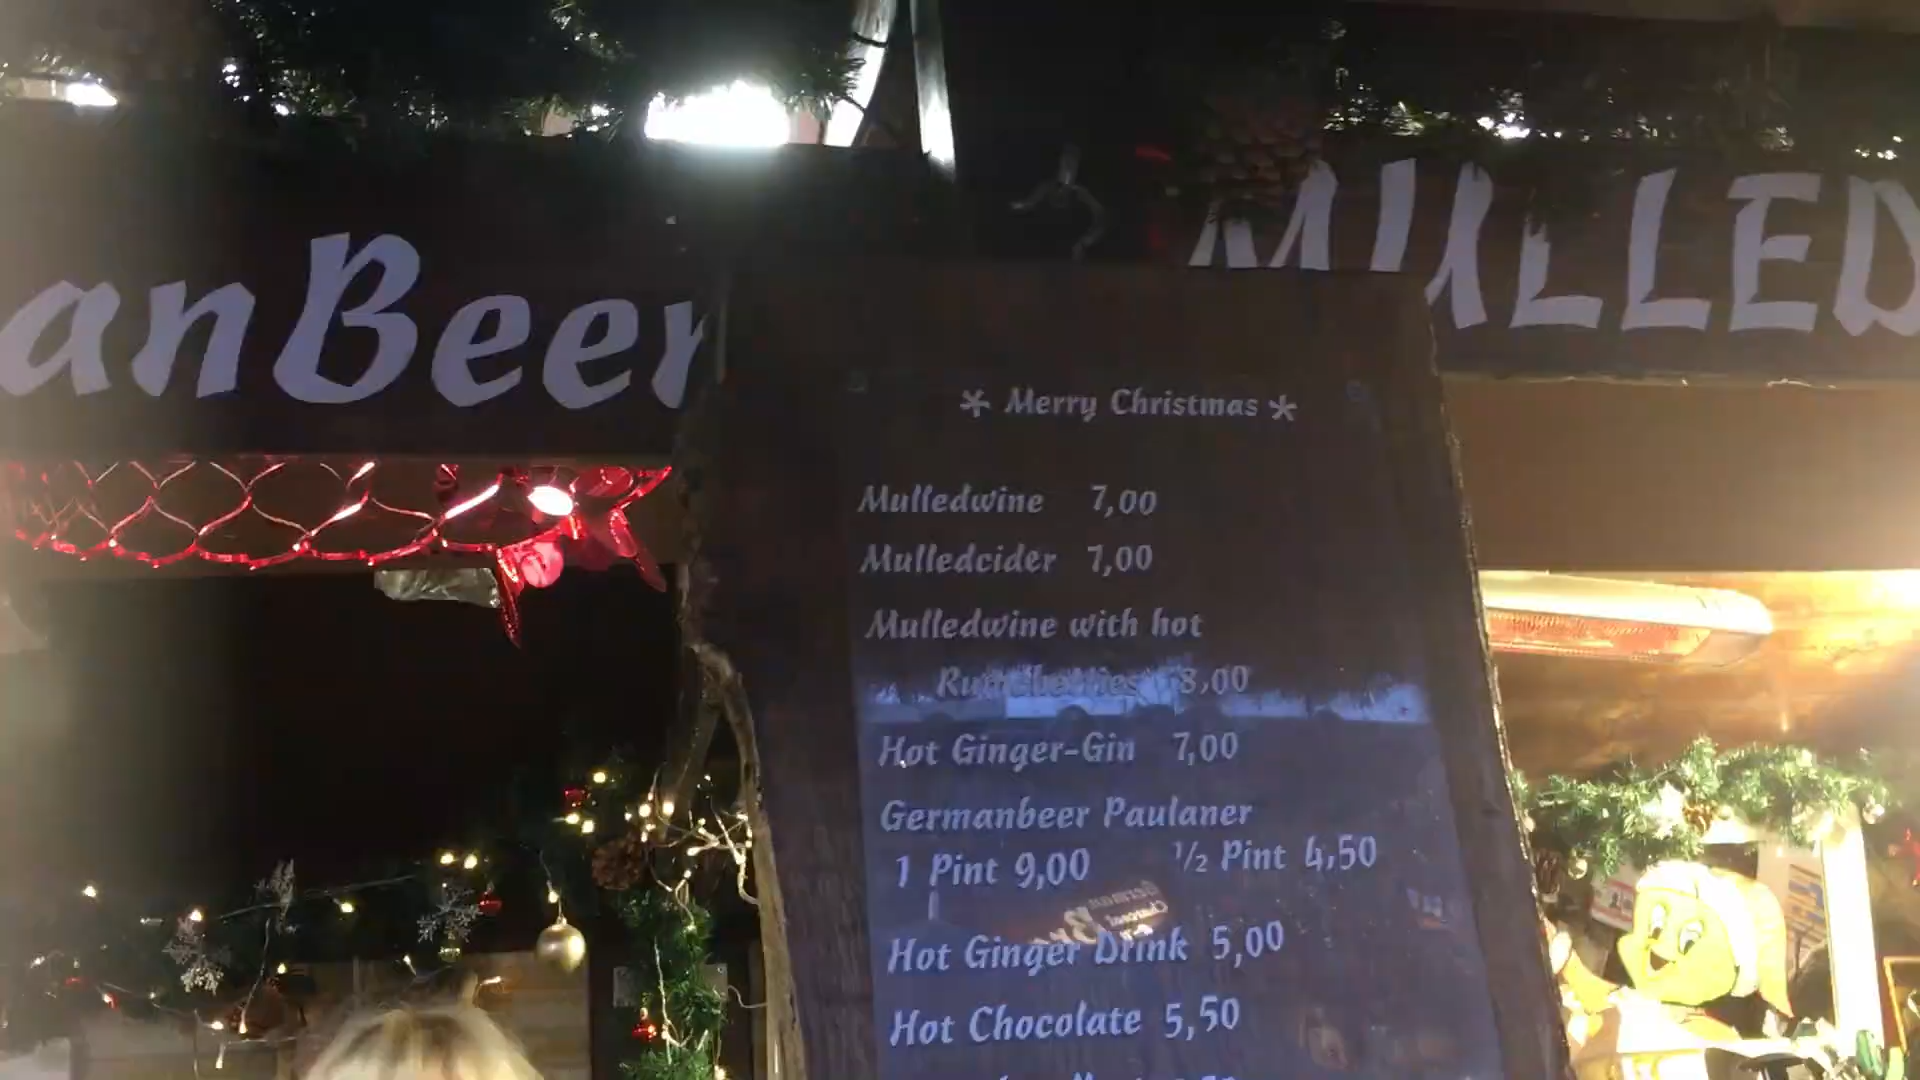 anBeer
MULLED
* Merry Christmas *
Mulledwine 7,00
Mulledcider 7,00
Mulledwine with hot
8,00
Hot Ginger-Gin 7,00
Germanbeer Paulaner
1 Pint 9,00 ½ Pint 4,50
Hot Ginger Drink 5,00
Hot Chocolate 5,50